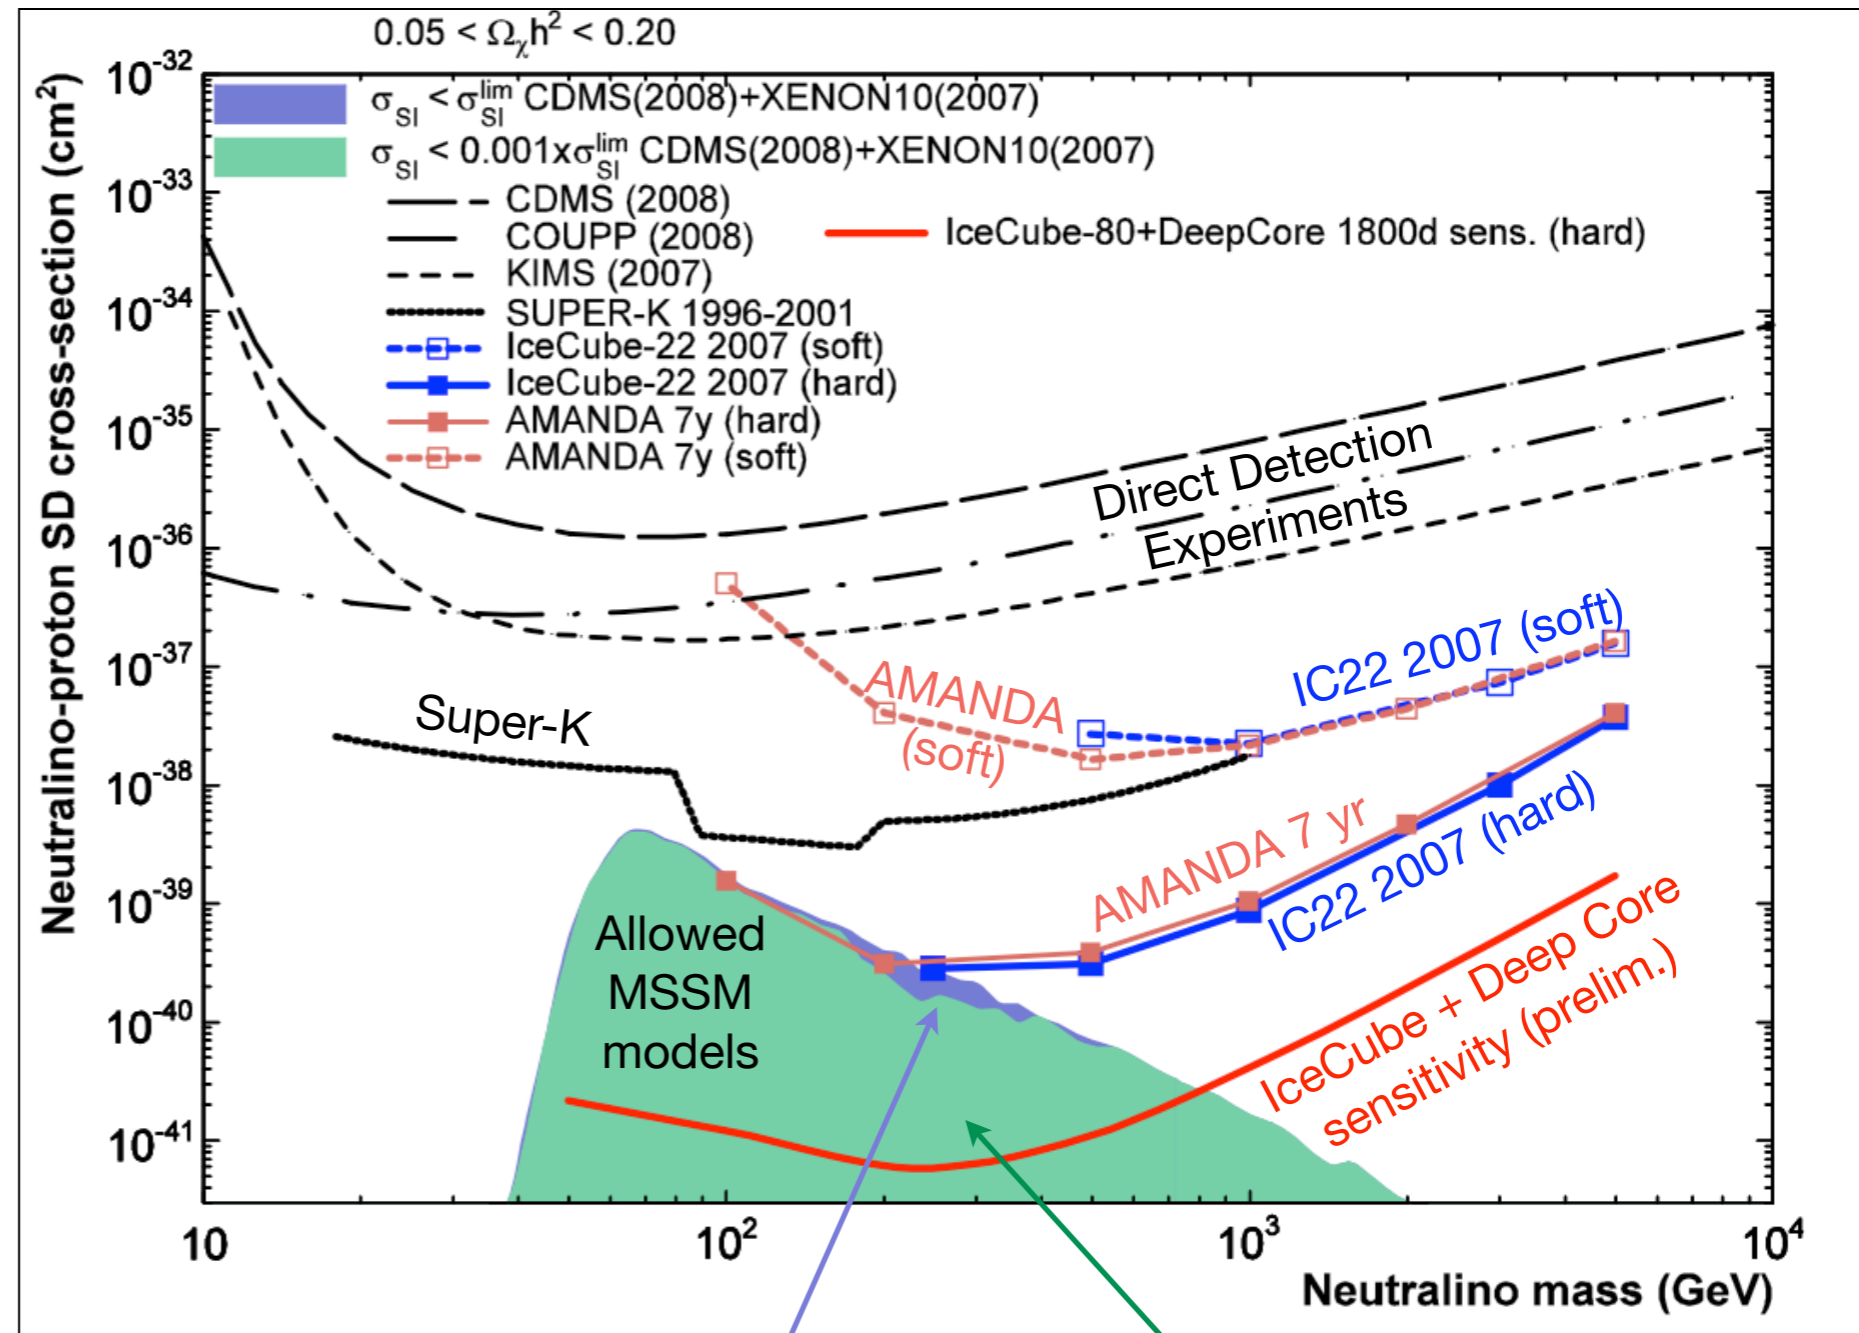 0.05 < Ωχh² < 0.20
Neutralino-proton SD cross-section (cm²)
10⁻³²
10⁻³³
10⁻³⁴
10⁻³⁵
10⁻³⁶
10⁻³⁷
10⁻³⁸
10⁻³⁹
10⁻⁴⁰
10⁻⁴¹
σSI < σSI^lim CDMS(2008)+XENON10(2007)
σSI < 0.001xσSI^lim CDMS(2008)+XENON10(2007)
CDMS (2008)
COUPP (2008)
KIMS (2007)
SUPER-K 1996-2001
IceCube-22 2007 (soft)
IceCube-22 2007 (hard)
AMANDA 7y (hard)
AMANDA 7y (soft)
IceCube-80+DeepCore 1800d sens. (hard)
Direct Detection
Experiments
AMANDA
(soft)
IC22 2007 (soft)
Super-K
AMANDA 7 yr
IC22 2007 (hard)
Allowed
MSSM
models
IceCube + Deep Core
sensitivity (prelim.)
10
10²
10³
10⁴
Neutralino mass (GeV)